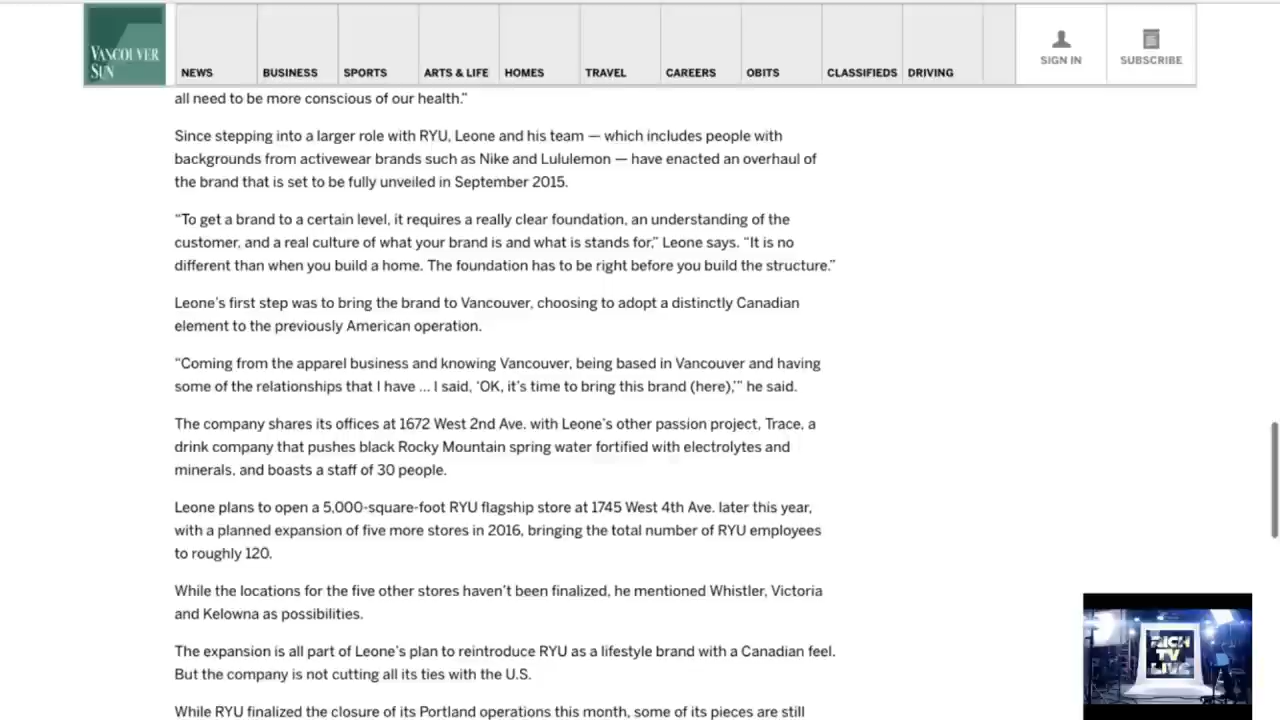 VANCOUVER
SUN
NEWS
BUSINESS
SPORTS
ARTS & LIFE
HOMES
TRAVEL
CAREERS
OBITS
CLASSIFIEDS
DRIVING
SIGN IN
SUBSCRIBE
all need to be more conscious of our health.”
Since stepping into a larger role with RYU, Leone and his team — which includes people with
backgrounds from activewear brands such as Nike and Lululemon — have enacted an overhaul of
the brand that is set to be fully unveiled in September 2015.
“To get a brand to a certain level, it requires a really clear foundation, an understanding of the
customer, and a real culture of what your brand is and what is stands for,” Leone says. “It is no
different than when you build a home. The foundation has to be right before you build the structure.”
Leone’s first step was to bring the brand to Vancouver, choosing to adopt a distinctly Canadian
element to the previously American operation.
“Coming from the apparel business and knowing Vancouver, being based in Vancouver and having
some of the relationships that I have ... I said, ‘OK, it’s time to bring this brand (here),’” he said.
The company shares its offices at 1672 West 2nd Ave. with Leone’s other passion project, Trace, a
drink company that pushes black Rocky Mountain spring water fortified with electrolytes and
minerals, and boasts a staff of 30 people.
Leone plans to open a 5,000-square-foot RYU flagship store at 1745 West 4th Ave. later this year,
with a planned expansion of five more stores in 2016, bringing the total number of RYU employees
to roughly 120.
While the locations for the five other stores haven’t been finalized, he mentioned Whistler, Victoria
and Kelowna as possibilities.
The expansion is all part of Leone’s plan to reintroduce RYU as a lifestyle brand with a Canadian feel.
But the company is not cutting all its ties with the U.S.
While RYU finalized the closure of its Portland operations this month, some of its pieces are still
RICH
TV
LIVE